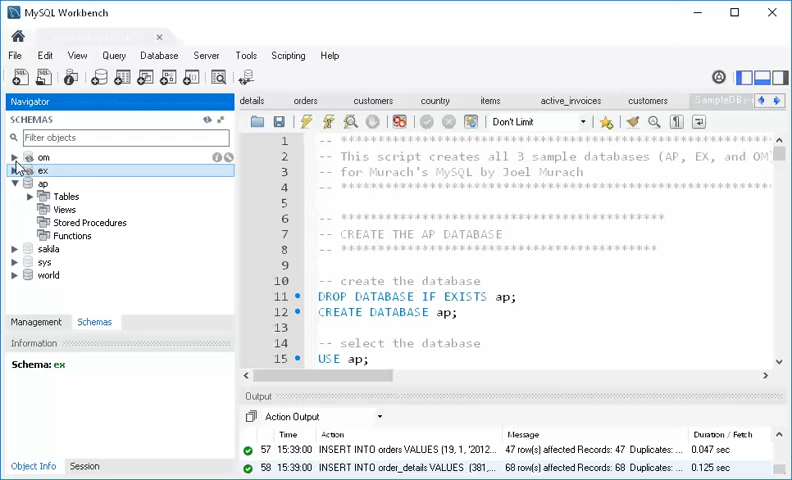 MySQL Workbench
File Edit View Query Database Server Tools Scripting Help
Navigator
SCHEMAS
Filter objects
om
ex
ap
Tables
Views
Stored Procedures
Functions
sakila
sys
world
Management Schemas
Information
Schema: ex
Object Info Session
details orders customers country items active_invoices customers
Don't Limit
1 -- *****************************************************************
2 -- This script creates all 3 sample databases (AP, EX, and OM)
3 -- for Murach's MySQL by Joel Murach
4 -- *****************************************************************
5
6 -- ******************************************
7 -- CREATE THE AP DATABASE
8 -- *****************************************
9
10 -- create the database
11 DROP DATABASE IF EXISTS ap;
12 CREATE DATABASE ap;
13
14 -- select the database
15 USE ap;
Output
Action Output
Time Action Message Duration / Fetch
57 15:39:00 INSERT INTO orders VALUES (19, 1, '2012... 47 row(s) affected Records: 47 Duplicates: ... 0.047 sec
58 15:39:00 INSERT INTO order_details VALUES (381,... 68 row(s) affected Records: 68 Duplicates: ... 0.125 sec